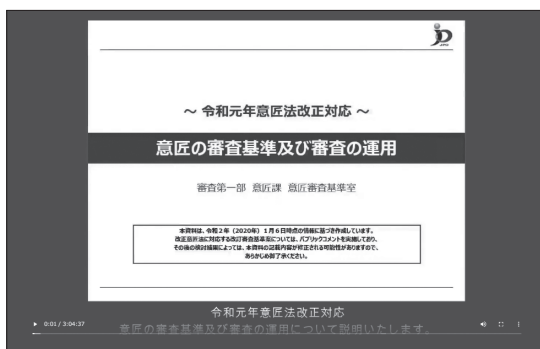 JPO
～ 令和元年意匠法改正対応 ～
意匠の審査基準及び審査の運用
審査第一部 意匠課 意匠審査基準室
本資料は、令和２年（2020年）１月６日時点の情報に基づき作成しています。
改正意匠法に対応する改訂審査基準案については、パブリックコメントを実施しており、
その後の検討結果によっては、本資料の記載内容が修正される可能性がありますので、
あらかじめ御了承ください。
令和元年意匠法改正対応
意匠の審査基準及び審査の運用について説明いたします。
0:01 / 3:04:37